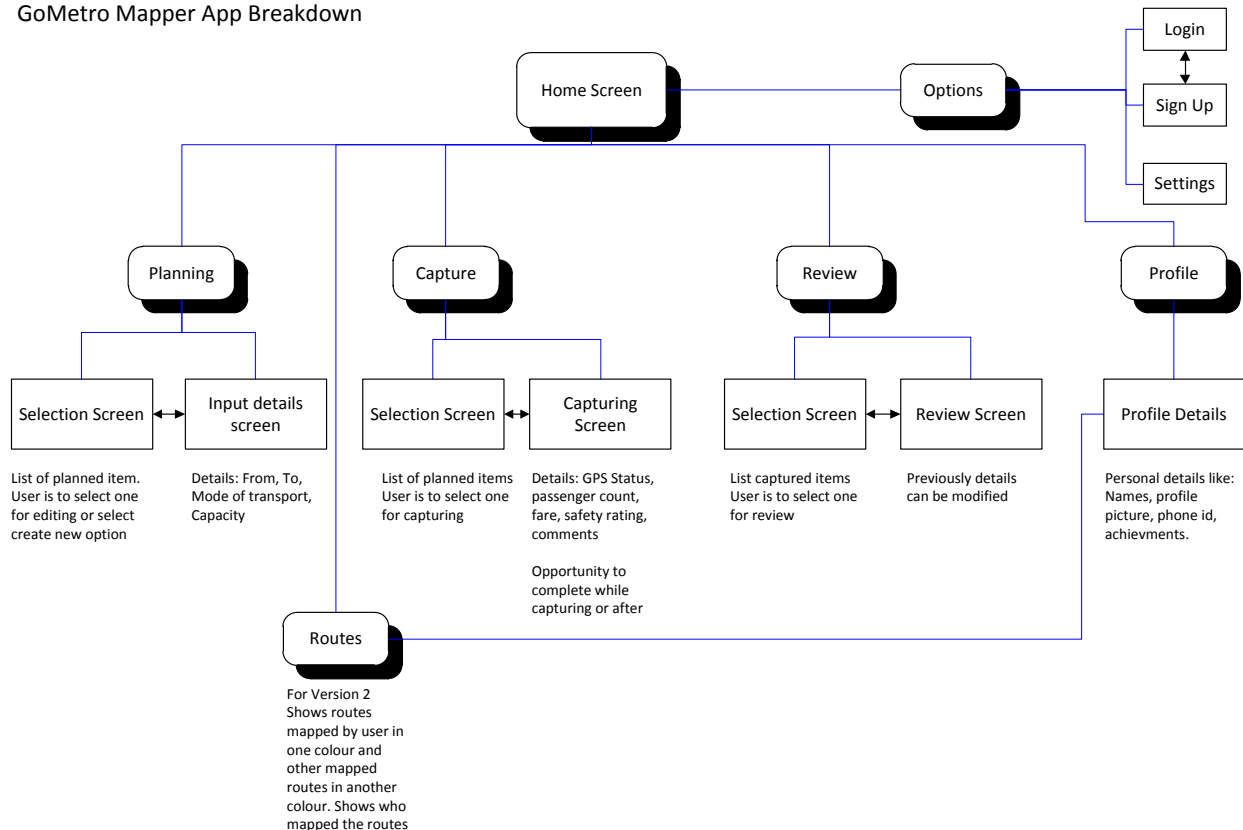 GoMetro Mapper App Breakdown
Login
Home Screen
Options
Sign Up
Settings
Planning
Capture
Review
Profile
Selection Screen
Input details
screen
Selection Screen
Capturing
Screen
Selection Screen
Review Screen
Profile Details
List of planned item.
User is to select one
for editing or select
create new option
Details: From, To,
Mode of transport,
Capacity
List of planned items
User is to select one
for capturing
Details: GPS Status,
passenger count,
fare, safety rating,
comments
Opportunity to
complete while
capturing or after
List captured items
User is to select one
for review
Previously details
can be modified
Personal details like:
Names, profile
picture, phone id,
achievments.
Routes
For Version 2
Shows routes
mapped by user in
one colour and
other mapped
routes in another
colour. Shows who
mapped the routes